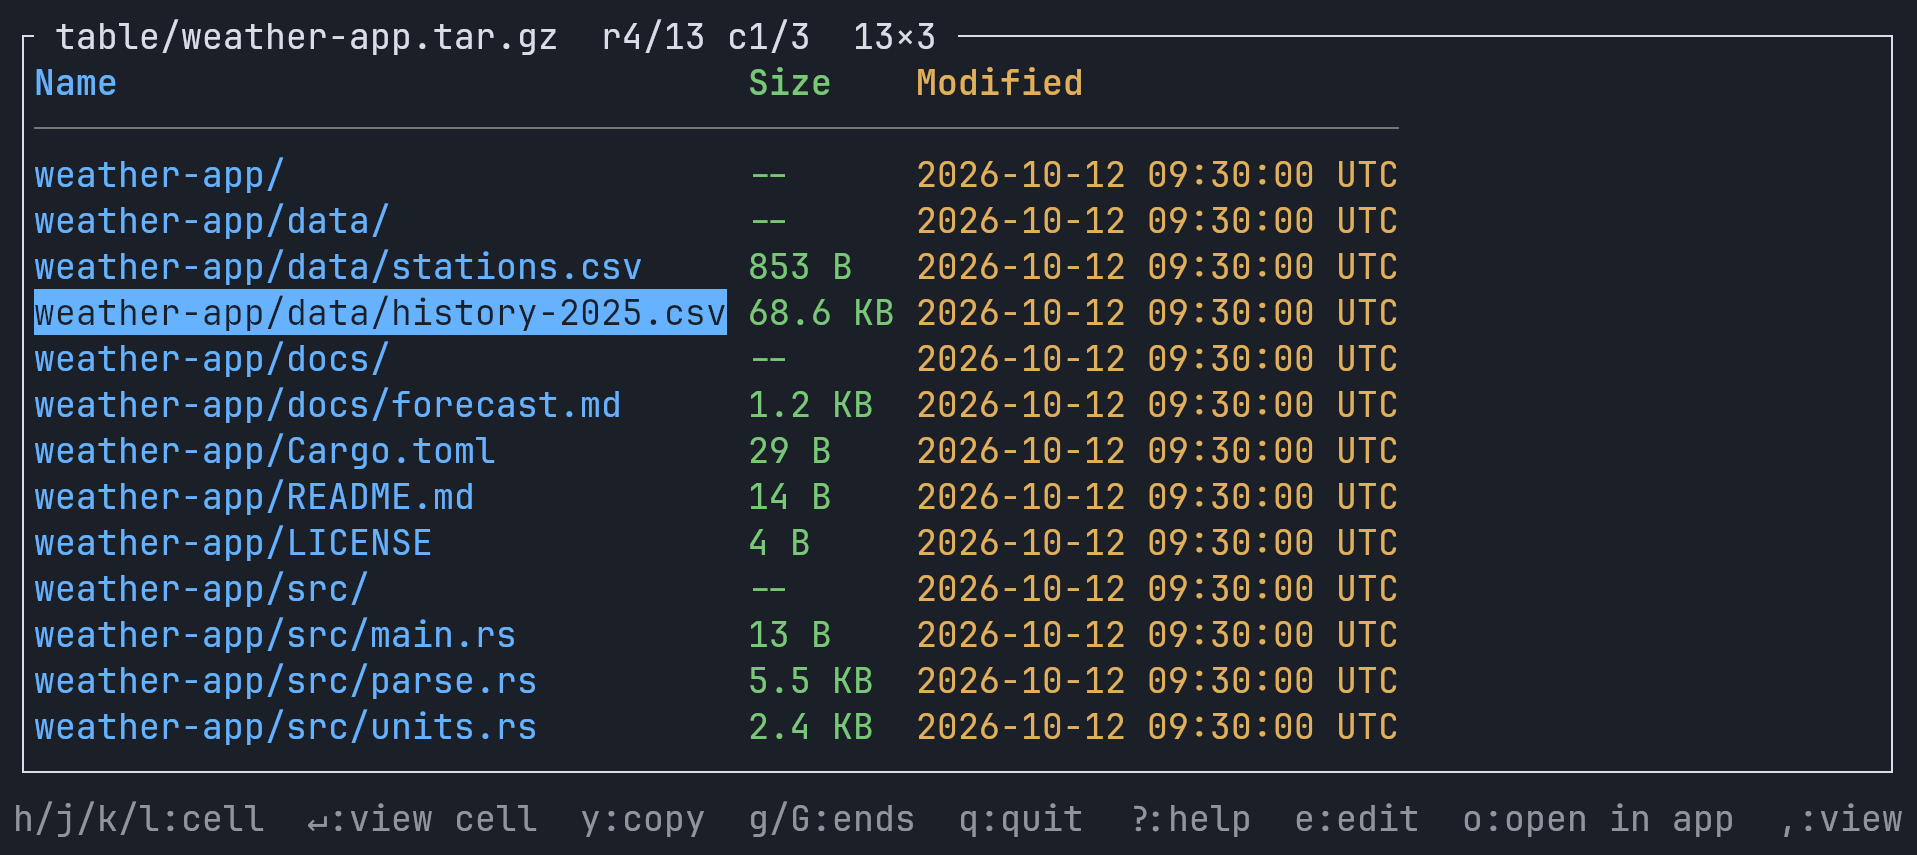 table/weather-app.tar.gz  r4/13 c1/3  13×3
Name Size Modified
weather-app/ -- 2026-10-12 09:30:00 UTC
weather-app/data/ -- 2026-10-12 09:30:00 UTC
weather-app/data/stations.csv 853 B 2026-10-12 09:30:00 UTC
weather-app/data/history-2025.csv 68.6 KB 2026-10-12 09:30:00 UTC
weather-app/docs/ -- 2026-10-12 09:30:00 UTC
weather-app/docs/forecast.md 1.2 KB 2026-10-12 09:30:00 UTC
weather-app/Cargo.toml 29 B 2026-10-12 09:30:00 UTC
weather-app/README.md 14 B 2026-10-12 09:30:00 UTC
weather-app/LICENSE 4 B 2026-10-12 09:30:00 UTC
weather-app/src/ -- 2026-10-12 09:30:00 UTC
weather-app/src/main.rs 13 B 2026-10-12 09:30:00 UTC
weather-app/src/parse.rs 5.5 KB 2026-10-12 09:30:00 UTC
weather-app/src/units.rs 2.4 KB 2026-10-12 09:30:00 UTC
h/j/k/l:cell  ↵:view cell  y:copy  g/G:ends  q:quit  ?:help  e:edit  o:open in app  ,:view